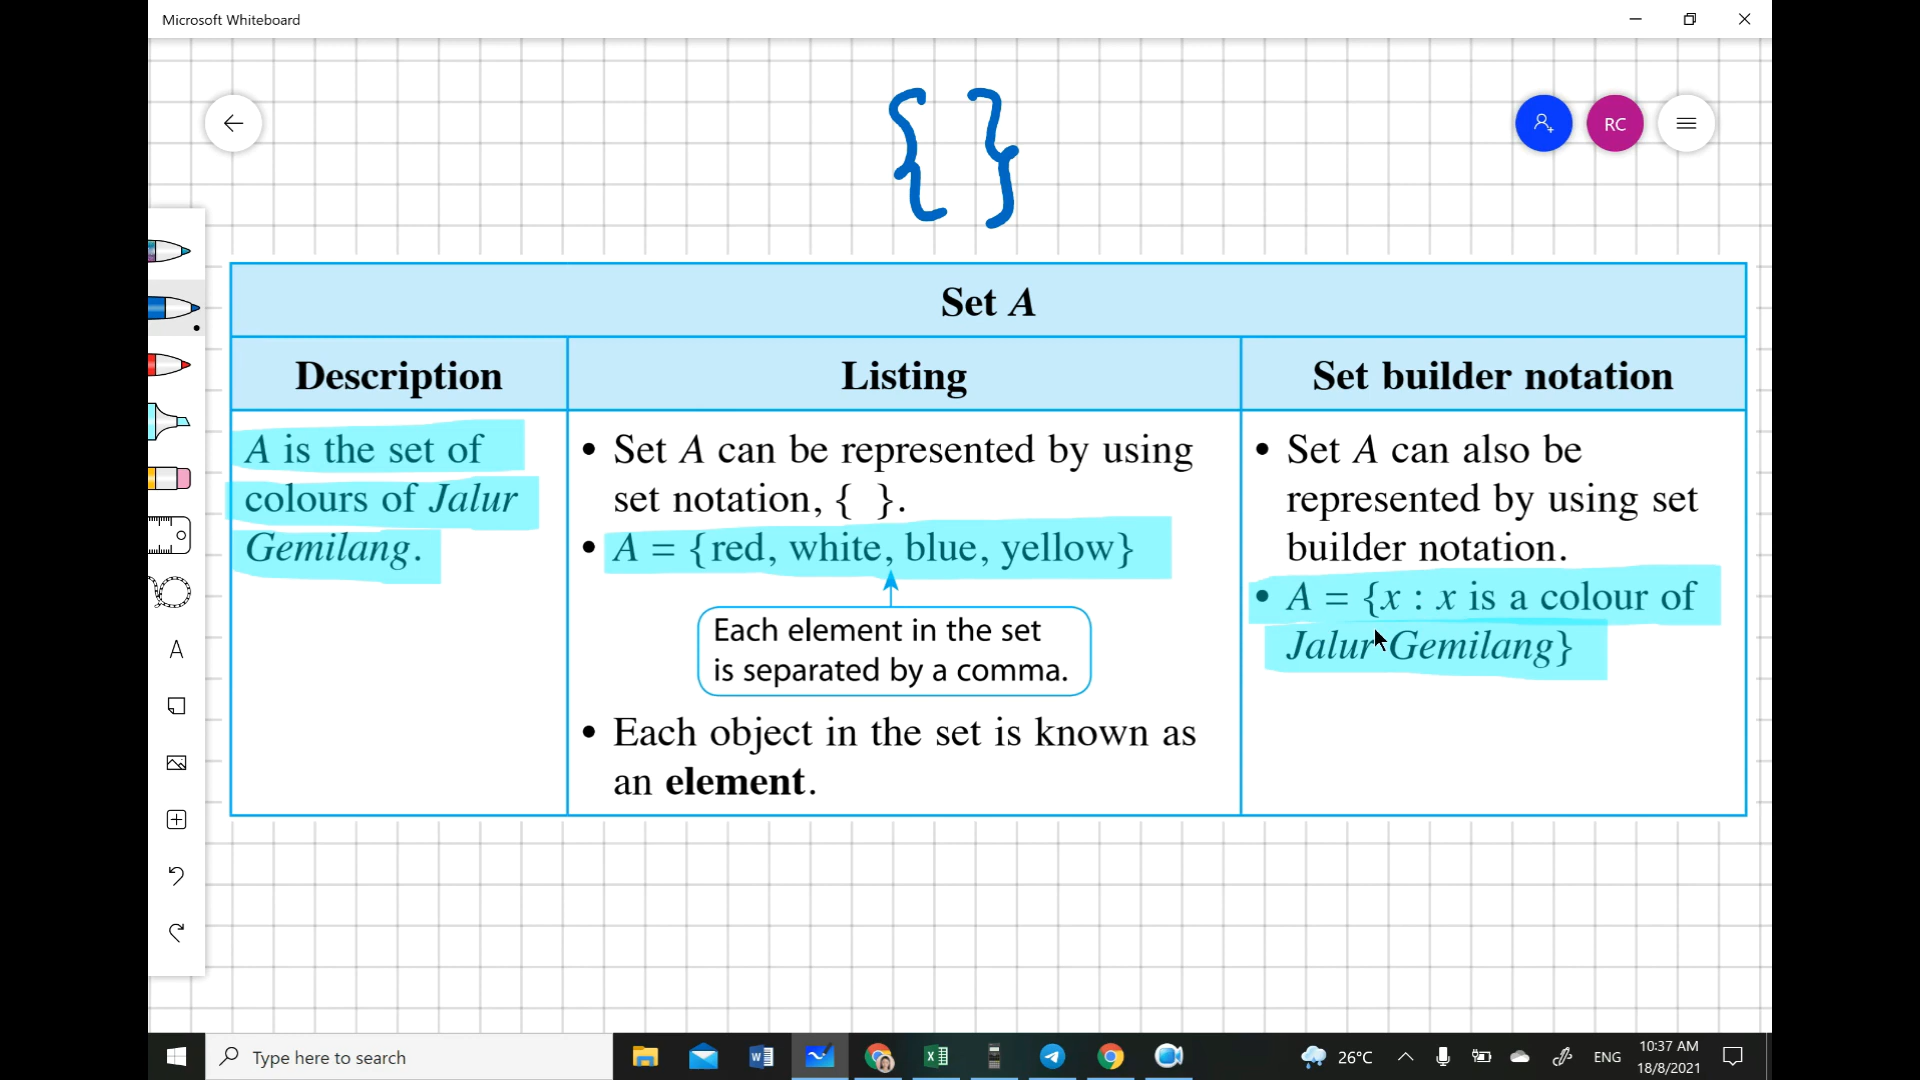 Microsoft Whiteboard
{ }
RC
Set A
Description
Listing
Set builder notation
A is the set of
colours of Jalur
Gemilang.
• Set A can be represented by using
set notation, { }.
• A = {red, white, blue, yellow}
Each element in the set
is separated by a comma.
• Each object in the set is known as
an element.
• Set A can also be
represented by using set
builder notation.
• A = {x : x is a colour of
Jalur Gemilang}
A
Type here to search
26°C
ENG
10:37 AM
18/8/2021